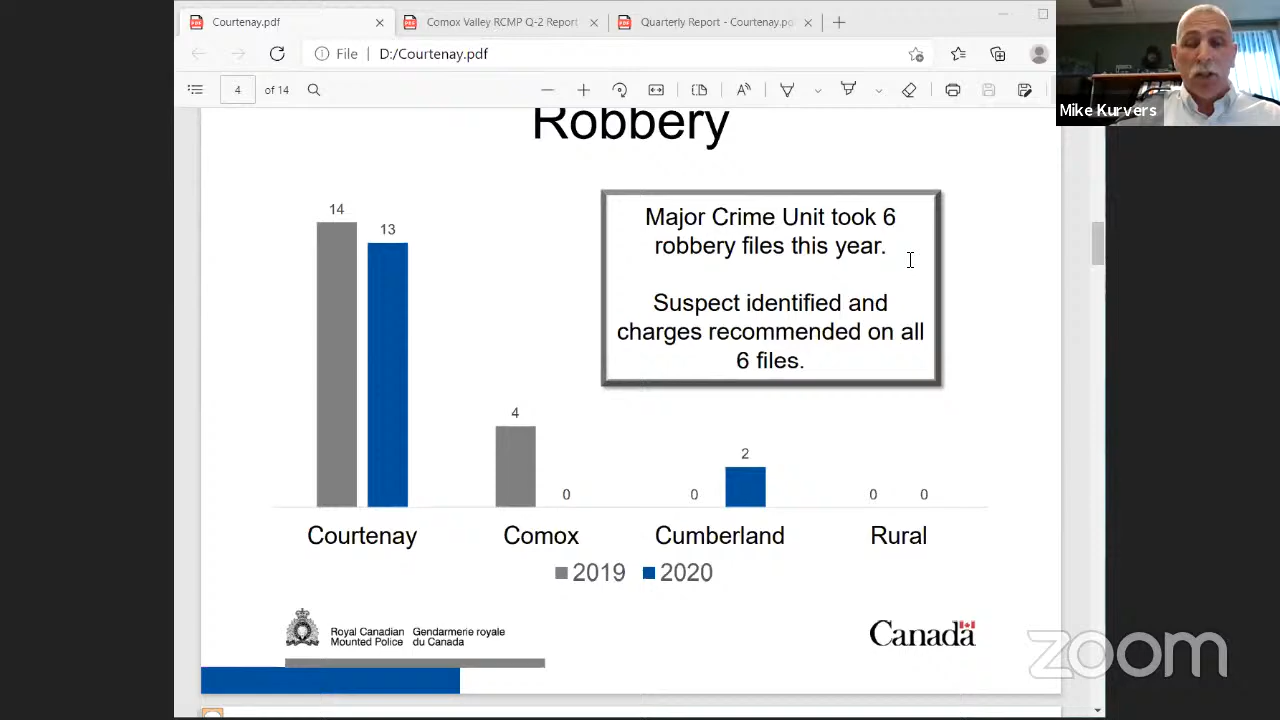 Courtenay.pdf
Comox Valley RCMP Q-2 Report
Quarterly Report - Courtenay.po
File
D:/Courtenay.pdf
4
of 14
Mike Kurvers
Robbery
Major Crime Unit took 6
robbery files this year.
Suspect identified and
charges recommended on all
6 files.
14
13
4
0
0
2
0
0
Courtenay
Comox
Cumberland
Rural
2019
2020
Royal Canadian
Mounted Police
Gendarmerie royale
du Canada
Canada
zoom